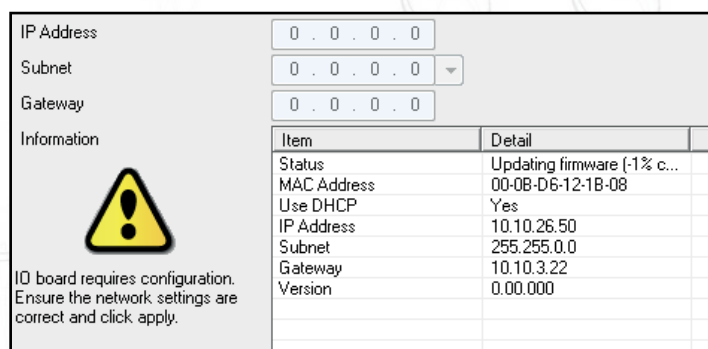 IP Address 0 . 0 . 0 . 0
Subnet 0 . 0 . 0 . 0
Gateway 0 . 0 . 0 . 0
Information
Item Detail
Status Updating firmware (-1% c...
MAC Address 00-0B-D6-12-1B-08
Use DHCP Yes
IP Address 10.10.26.50
Subnet 255.255.0.0
Gateway 10.10.3.22
Version 0.00.000
IO board requires configuration.
Ensure the network settings are
correct and click apply.